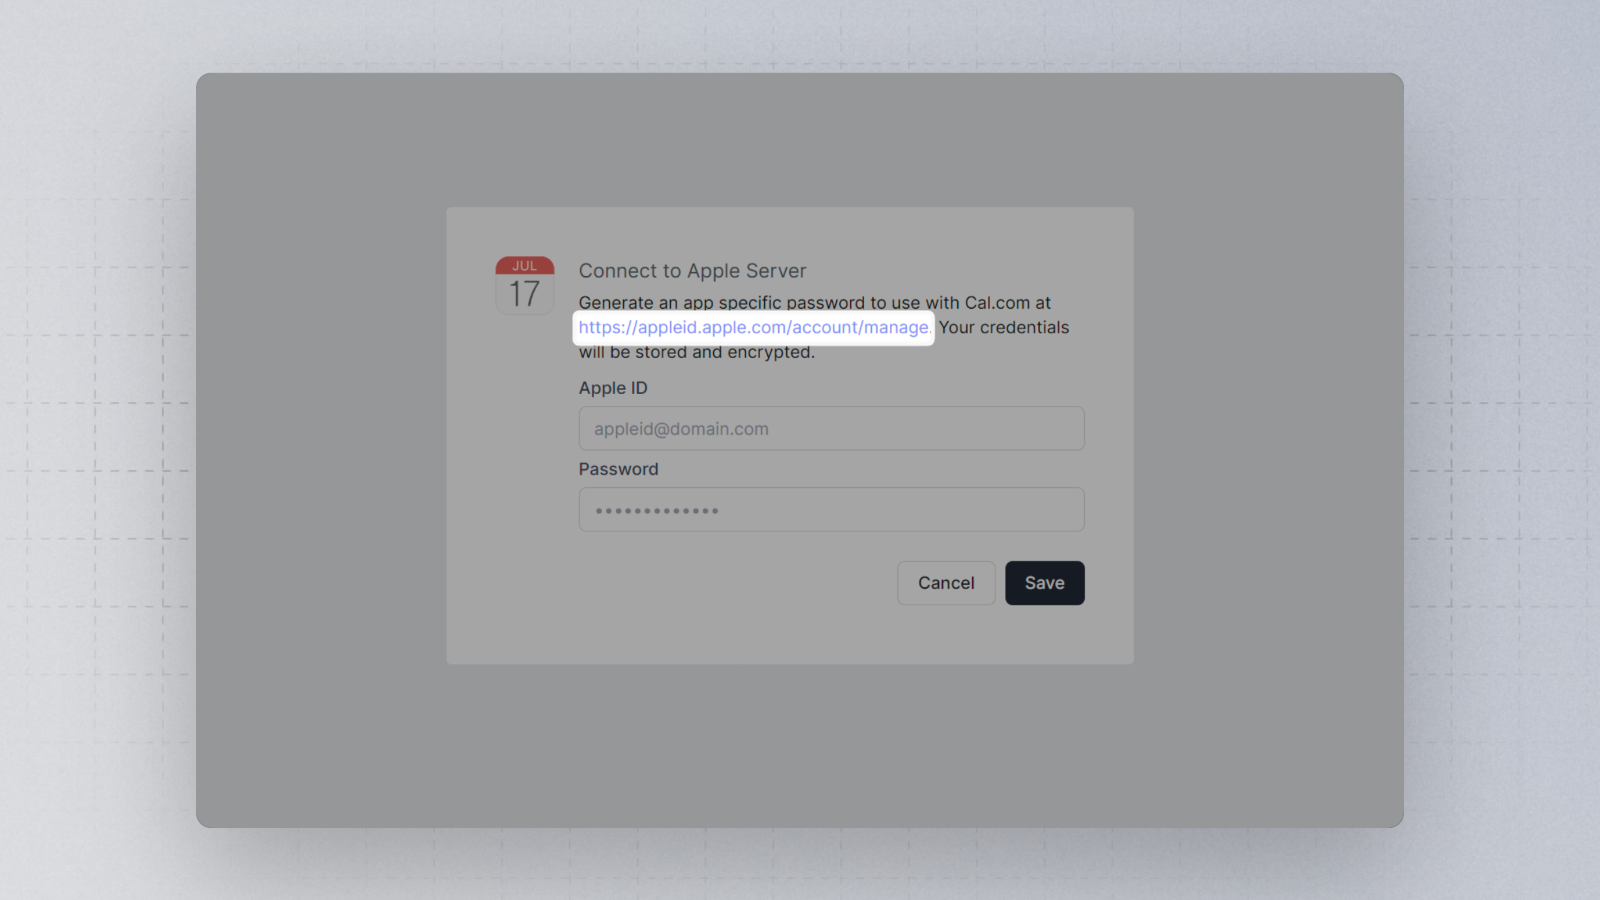 JUL
17
Connect to Apple Server
Generate an app specific password to use with Cal.com at
https://appleid.apple.com/account/manage. Your credentials
will be stored and encrypted.
Apple ID
appleid@domain.com
Password
•••••••••••••
Cancel
Save